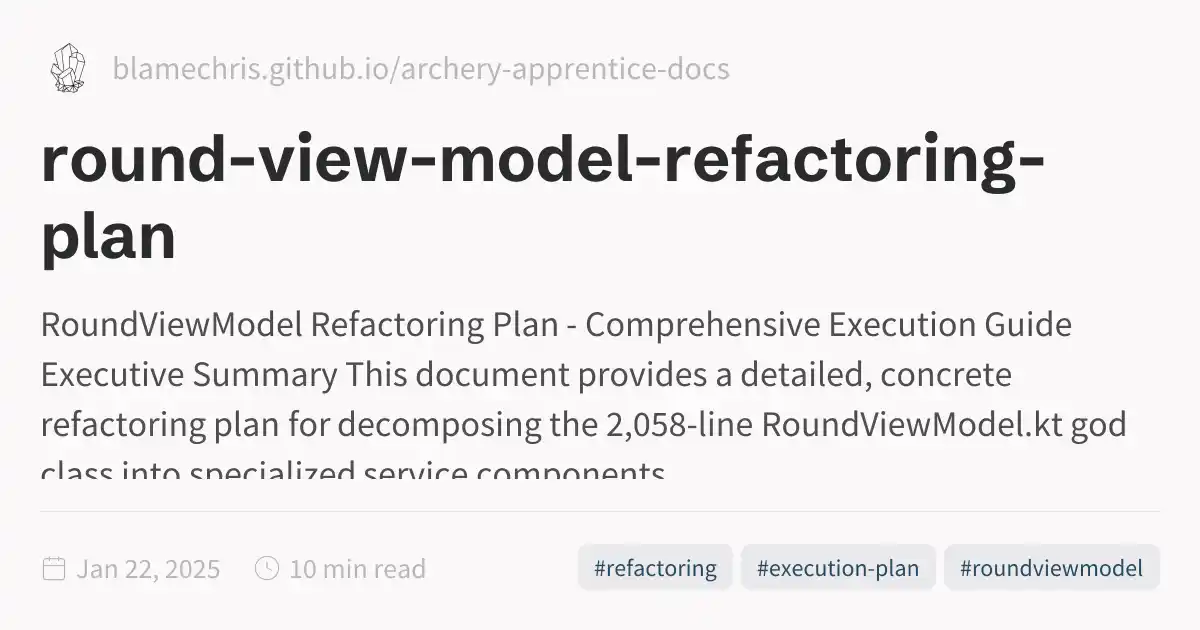 blamechris.github.io/archery-apprentice-docs
round-view-model-refactoring-
plan
RoundViewModel Refactoring Plan - Comprehensive Execution Guide
Executive Summary This document provides a detailed, concrete
refactoring plan for decomposing the 2,058-line RoundViewModel.kt god
class into specialized service components
Jan 22, 2025
10 min read
#refactoring
#execution-plan
#roundviewmodel